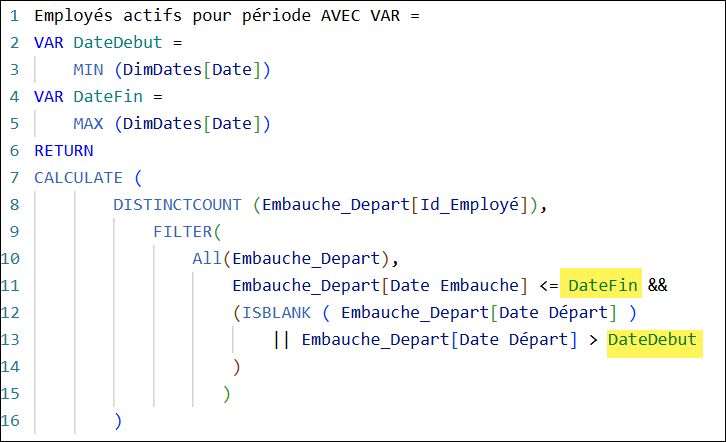 1 Employés actifs pour période AVEC VAR =
2 VAR DateDebut =
3 MIN (DimDates[Date])
4 VAR DateFin =
5 MAX (DimDates[Date])
6 RETURN
7 CALCULATE (
8 DISTINCTCOUNT (Embauche_Depart[Id_Employé]),
9 FILTER(
10 All(Embauche_Depart),
11 Embauche_Depart[Date Embauche] <= DateFin &&
12 (ISBLANK ( Embauche_Depart[Date Départ] )
13 || Embauche_Depart[Date Départ] > DateDebut
14 )
15 )
16 )